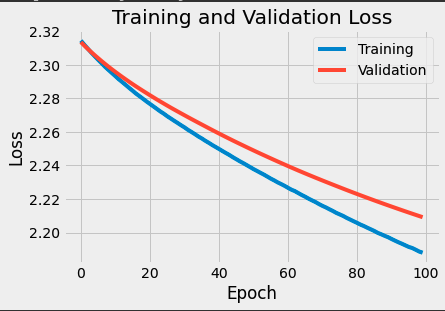 Training and Validation Loss
2.32
2.30
2.28
2.26
2.24
2.22
2.20
Loss
Training
Validation
0
20
40
60
80
100
Epoch